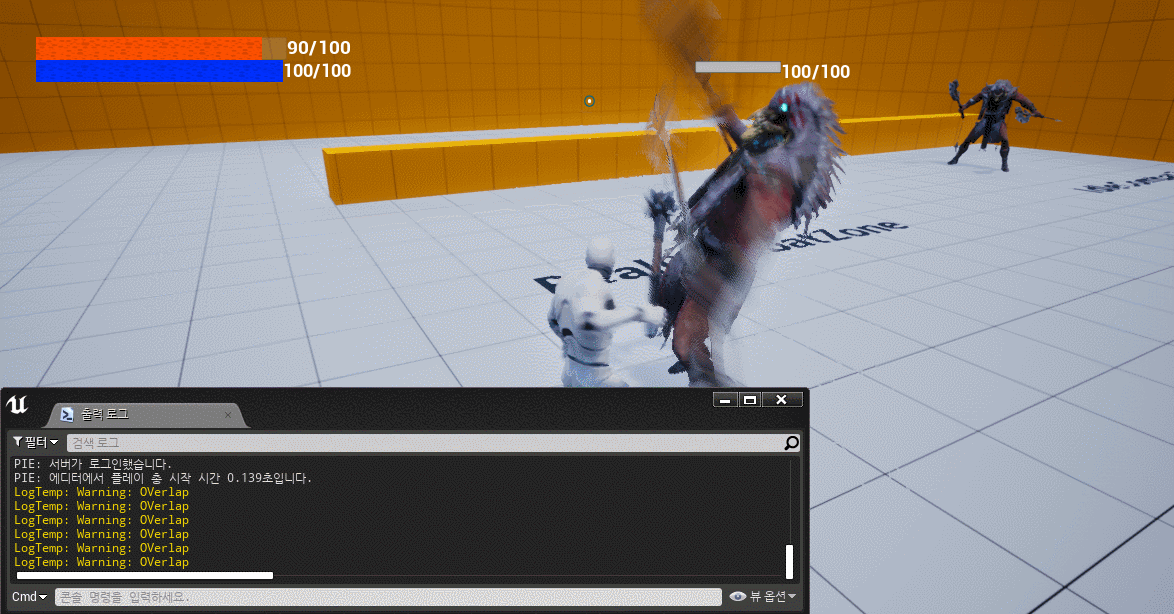 90/100
100/100
100/100
출력 로그
필터
검색 로그
PIE: 서버가 로그인했습니다.
PIE: 에디터에서 플레이 총 시작 시간 0.139초입니다.
LogTemp: Warning: OVerlap
LogTemp: Warning: OVerlap
LogTemp: Warning: OVerlap
LogTemp: Warning: OVerlap
LogTemp: Warning: OVerlap
LogTemp: Warning: OVerlap
Cmd
콘솔 명령을 입력하세요.
뷰 옵션